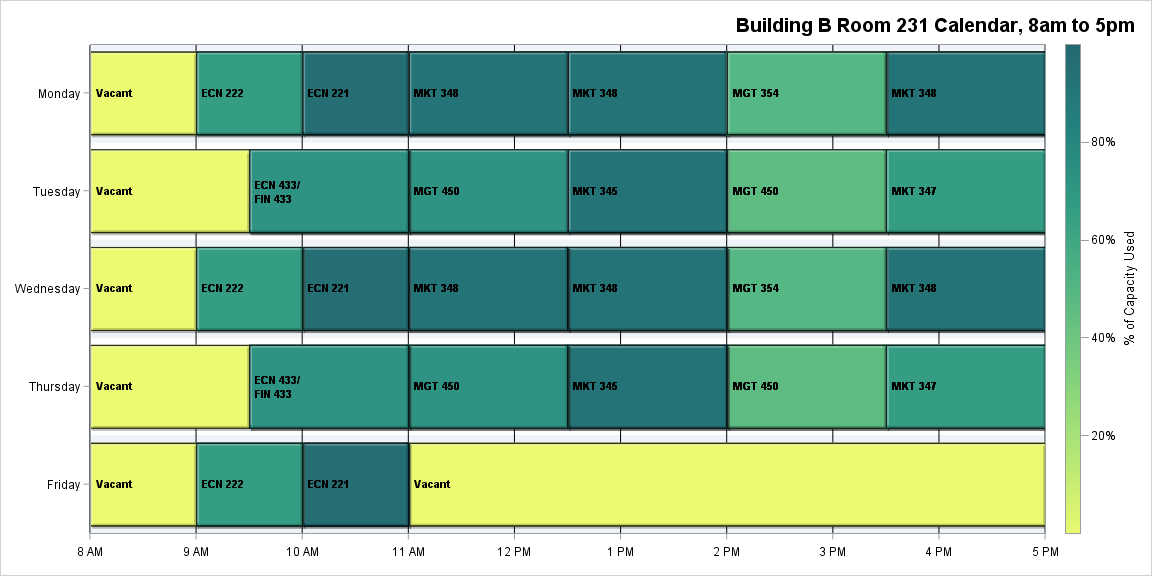 Building B Room 231 Calendar, 8am to 5pm
Monday
Vacant
ECN 222
ECN 221
MKT 348
MKT 348
MGT 354
MKT 348
Tuesday
Vacant
ECN 433/
FIN 433
MGT 450
MKT 345
MGT 450
MKT 347
Wednesday
Vacant
ECN 222
ECN 221
MKT 348
MKT 348
MGT 354
MKT 348
Thursday
Vacant
ECN 433/
FIN 433
MGT 450
MKT 345
MGT 450
MKT 347
Friday
Vacant
ECN 222
ECN 221
Vacant
8 AM
9 AM
10 AM
11 AM
12 PM
1 PM
2 PM
3 PM
4 PM
5 PM
80%
60%
40%
20%
% of Capacity Used